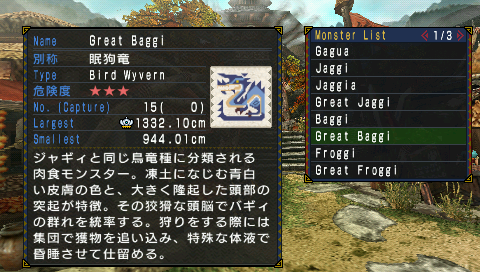 Name Great Baggi
別称 眠狗竜
Type Bird Wyvern
危険度 ★★★
No. (Capture) 15( 0)
Largest 1332.10cm
Smallest 944.01cm
ジャギィと同じ鳥竜種に分類される
肉食モンスター。凍土になじむ青白
い皮膚の色と、大きく隆起した頭部の
突起が特徴。その狡猾な頭脳でバギィ
の群れを統率する。狩りをする際には
集団で獲物を追い込み、特殊な体液で
昏睡させて仕留める。
Monster List 1/3
Gagua
Jaggi
Jaggia
Great Jaggi
Baggi
Great Baggi
Froggi
Great Froggi